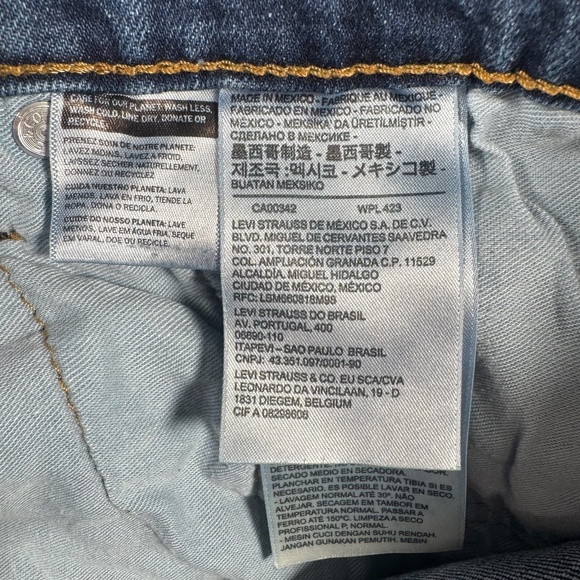 CARE FOR OUR PLANET: WASH LESS,
WASH COLD, LINE DRY, DONATE OR
RECYCLE.
PRENEZ SOIN DE NOTRE PLANÈTE:
LAVEZ MOINS, LAVEZ À FROID,
LAISSEZ SÉCHER NATURELLEMENT,
DONNEZ OU RECYCLEZ
CUIDA NUESTRO PLANETA: LAVA
MENOS, LAVA EN FRIO, TIENDE LA
ROPA, DONA O RECICLA.
CUIDE DO NOSSO PLANETA: LAVE
MENOS, LAVE EM ÁGUA FRIA, SEQUE
EM VARAL, DOE OU RECICLE.
MADE IN MEXICO - FABRIQUÉ AU MEXIQUE
FABRICADO EN MÉXICO - FABRICADO NO
MÉXICO - MEKSIKA'DA ÜRETİLMİŞTİR -
СДЕЛАНО В МЕКСИКЕ -
墨西哥制造 - 墨西哥製 -
제조국 :멕시코 - メキシコ製 -
BUATAN MEKSIKO
CA00342 WPL 423
LEVI STRAUSS DE MÉXICO S.A. DE C.V.
BLVD. MIGUEL DE CERVANTES SAAVEDRA
NO. 301, TORRE NORTE PISO 7
COL. AMPLIACIÓN GRANADA C.P. 11529
ALCALDÍA. MIGUEL HIDALGO
CIUDAD DE MÉXICO, MÉXICO
RFC: LSM660818M96
LEVI STRAUSS DO BRASIL
AV. PORTUGAL, 400
06690-110
ITAPEVI – SAO PAULO BRASIL
CNPJ: 43.351.097/0001-90
LEVI STRAUSS & CO. EU SCA/CVA
LEONARDO DA VINCILAAN, 19 - D
1831 DIEGEM, BELGIUM
CIF A 08298606
DETERGENTE
SECADO MEDIO EN SECADORA.
PLANCHAR EN TEMPERATURA TIBIA SI ES
NECESARIO. ES POSIBLE LAVAR EN SECO.
- LAVAGEM NORMAL ATÉ 30º. NÃO
ALVEJAR. SECAGEM EM TAMBOR EM
TEMPERATURA NORMAL. PASSAR A
FERRO ATÉ 150ºC. LIMPEZA A SECO
PROFISSIONAL P, NORMAL
- MESIN CUCI DENGAN SUHU RENDAH.
JANGAN GUNAKAN PEMUTIH. MESIN